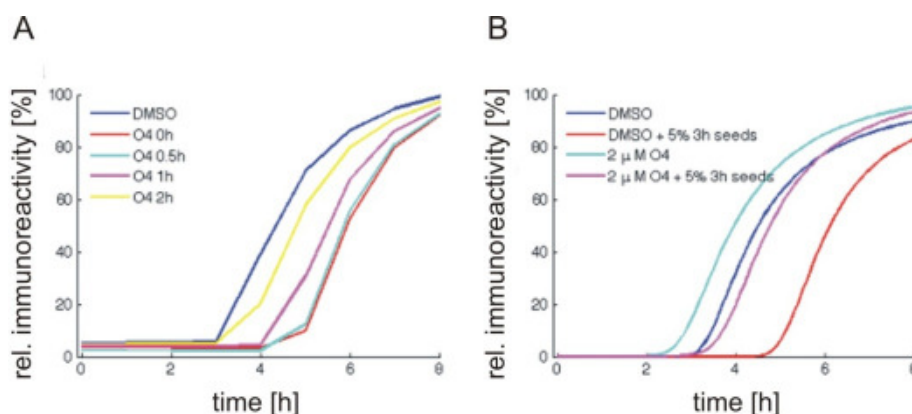 A
B
rel. immunoreactivity [%]
100
80
60
40
20
0
DMSO
O4 0h
O4 0.5h
O4 1h
O4 2h
0
2
4
6
8
time [h]
rel. immunoreactivity [%]
100
80
60
40
20
0
DMSO
DMSO + 5% 3h seeds
2 μ M O4
2 μ M O4 + 5% 3h seeds
0
2
4
6
8
time [h]